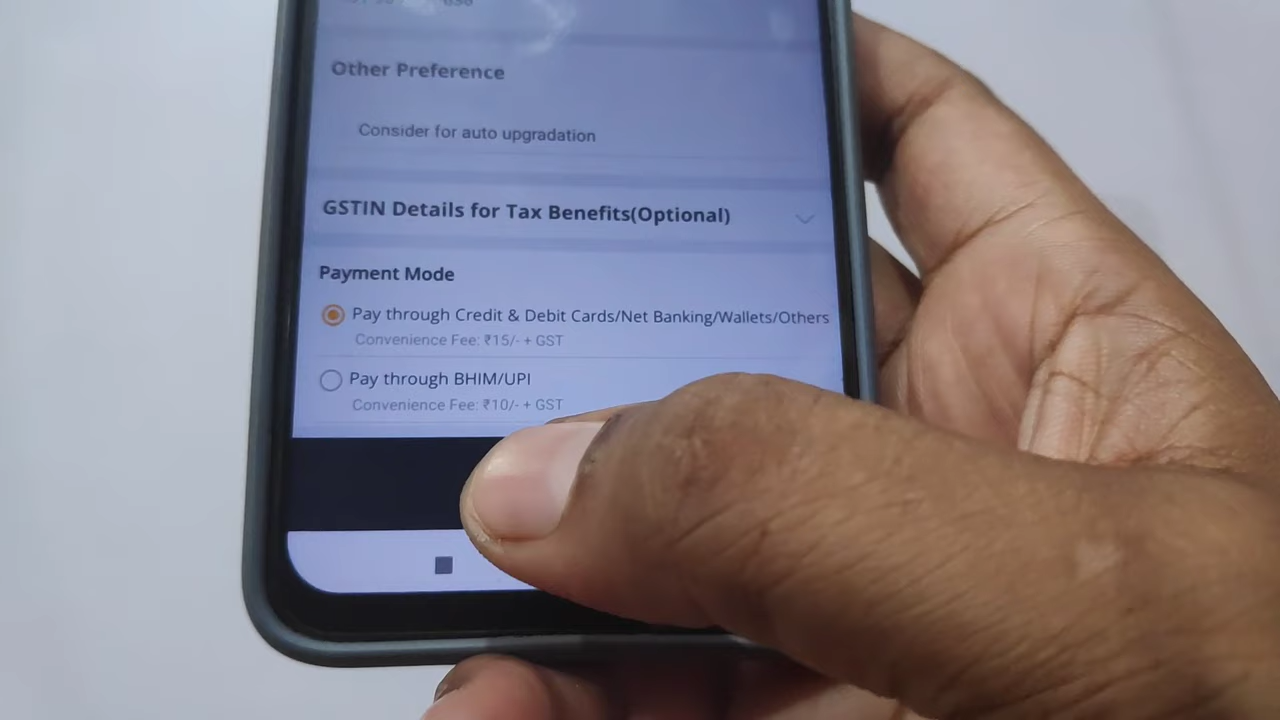 Other Preference
Consider for auto upgradation
GSTIN Details for Tax Benefits(Optional)
Payment Mode
Pay through Credit & Debit Cards/Net Banking/Wallets/Others
Convenience Fee: ₹15/- + GST
Pay through BHIM/UPI
Convenience Fee: ₹10/- + GST